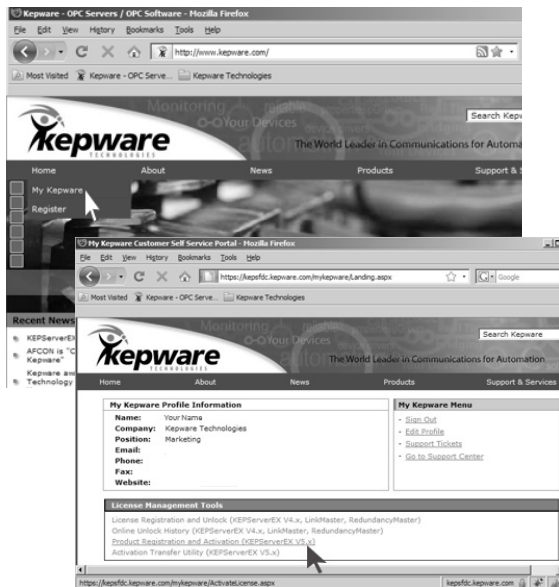 Kepware - OPC Servers / OPC Software - Mozilla Firefox
File Edit View History Bookmarks Tools Help
http://www.kepware.com/
Most Visited Kepware - OPC Serve... Kepware Technologies
Monitoring reliable
Your Devices
Search Kepw
kepware
TECHNOLOGIES
The World Leader in Communications for Automa
Home About News Products Support & S
My Kepware
Register
Recent News
KEPServerEX
AFCON is "C
Kepware"
Kepware aw
Technology
My Kepware Customer Self Service Portal - Mozilla Firefox
File Edit View History Bookmarks Tools Help
https://kepsfdc.kepware.com/mykepware/Landing.aspx
Google
Most Visited Kepware - OPC Serve... Kepware Technologies
Monitoring reliable
Your Devices
Search Kepware
kepware
TECHNOLOGIES
The World Leader in Communications for Automation
Home About News Products Support & Services
My Kepware Profile Information
Name: Your Name
Company: Kepware Technologies
Position: Marketing
Email:
Phone:
Fax:
Website:
My Kepware Menu
- Sign Out
- Edit Profile
- Support Tickets
- Go to Support Center
License Management Tools
License Registration and Unlock (KEPServerEX V4.x, LinkMaster, RedundancyMaster)
Online Unlock History (KEPServerEX V4.x, LinkMaster, RedundancyMaster)
Product Registration and Activation (KEPServerEX V5.x)
Activation Transfer Utility (KEPServerEX V5.x)
https://kepsfdc.kepware.com/mykepware/ActivateLicense.aspx
kepsfdc.kepware.com